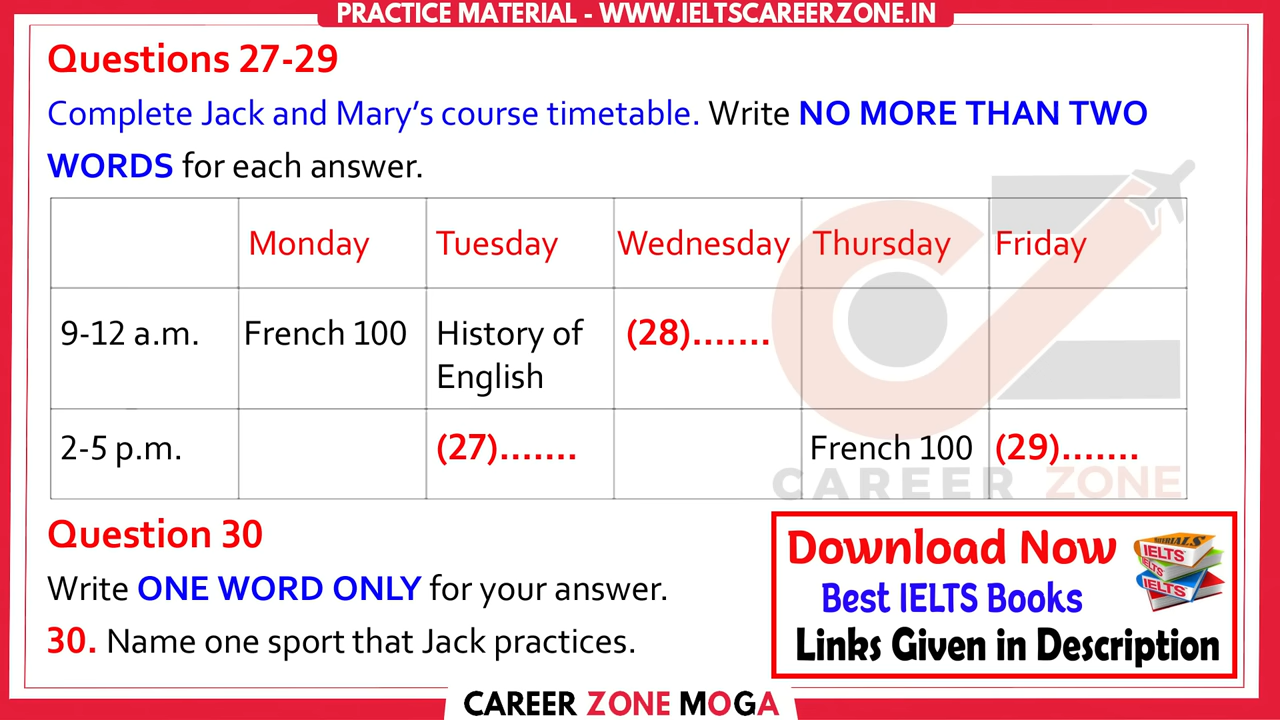 PRACTICE MATERIAL - WWW.IELTSCAREERZONE.IN
Questions 27-29
Complete Jack and Mary's course timetable. Write NO MORE THAN TWO
WORDS for each answer.
Monday Tuesday Wednesday Thursday Friday
9-12 a.m. French 100 History of (28).......
English
2-5 p.m. (27)....... French 100 (29).......
CAREER ZONE
Question 30
Write ONE WORD ONLY for your answer.
30. Name one sport that Jack practices.
Download Now
Best IELTS Books
Links Given in Description
IELTS
IELTS
IELTS
CAREER ZONE MOGA